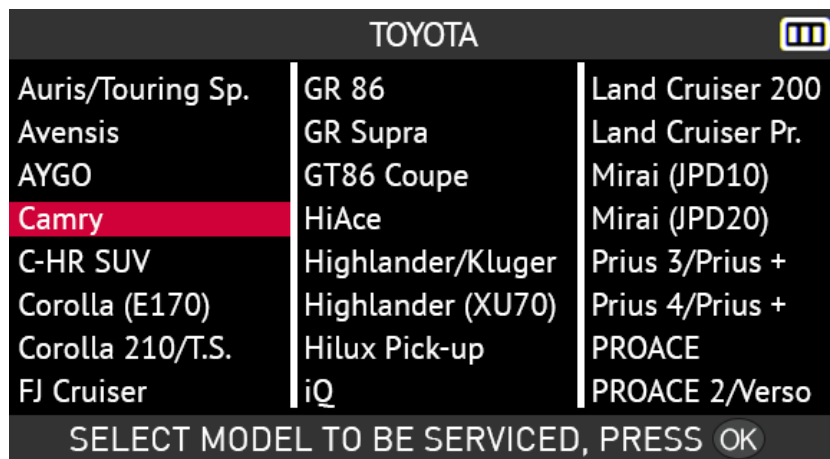 TOYOTA
Auris/Touring Sp.
Avensis
AYGO
Camry
C-HR SUV
Corolla (E170)
Corolla 210/T.S.
FJ Cruiser
GR 86
GR Supra
GT86 Coupe
HiAce
Highlander/Kluger
Highlander (XU70)
Hilux Pick-up
iQ
Land Cruiser 200
Land Cruiser Pr.
Mirai (JPD10)
Mirai (JPD20)
Prius 3/Prius +
Prius 4/Prius +
PROACE
PROACE 2/Verso
SELECT MODEL TO BE SERVICED, PRESS OK